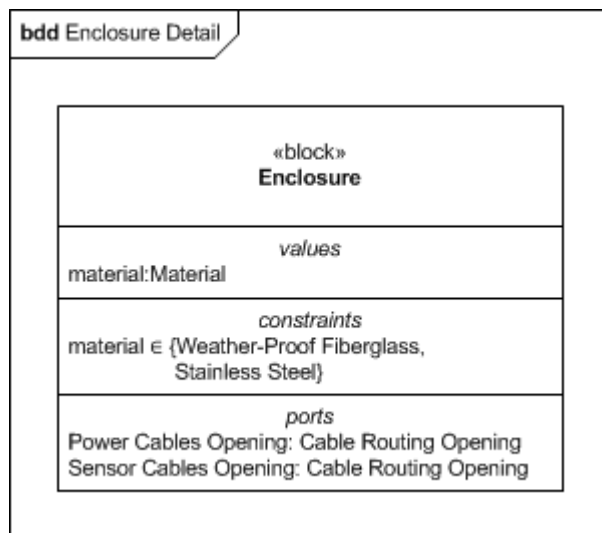 bdd Enclosure Detail
«block»
Enclosure
values
material:Material
constraints
material ∈ {Weather-Proof Fiberglass,
Stainless Steel}
ports
Power Cables Opening: Cable Routing Opening
Sensor Cables Opening: Cable Routing Opening